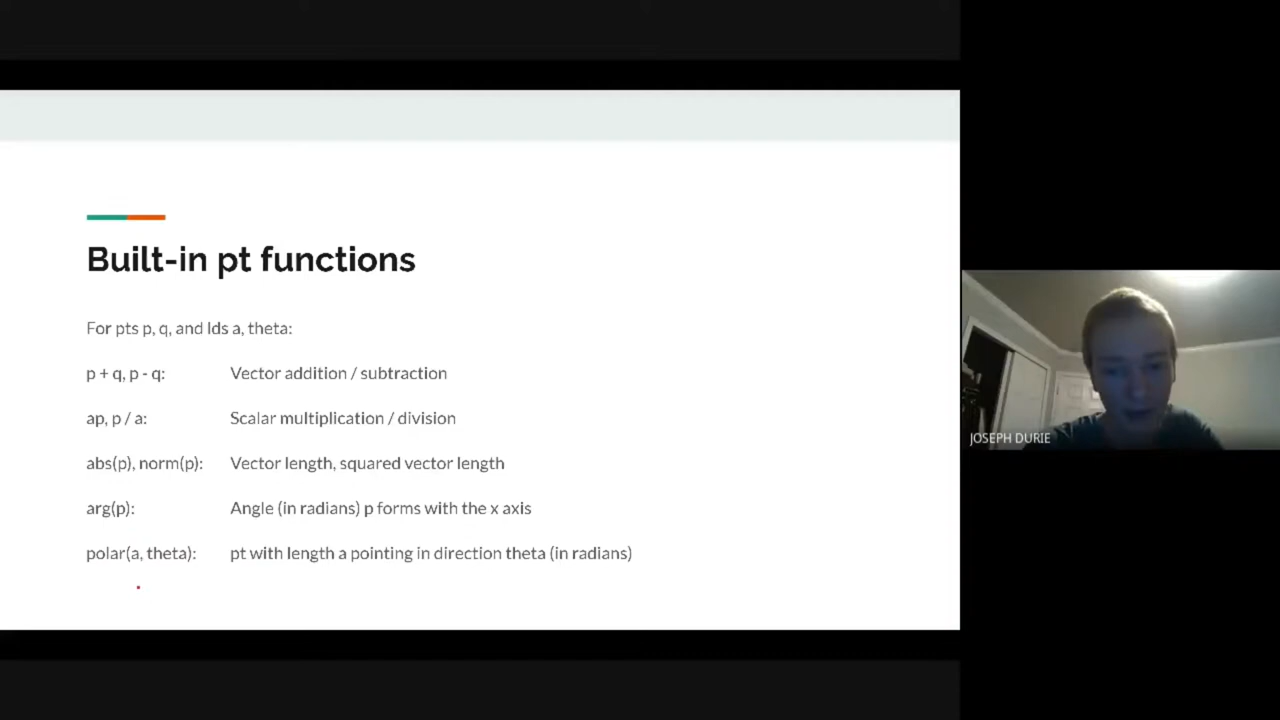 Built-in pt functions
For pts p, q, and lds a, theta:
p + q, p - q: Vector addition / subtraction
ap, p / a: Scalar multiplication / division
abs(p), norm(p): Vector length, squared vector length
arg(p): Angle (in radians) p forms with the x axis
polar(a, theta): pt with length a pointing in direction theta (in radians)
JOSEPH DURIE